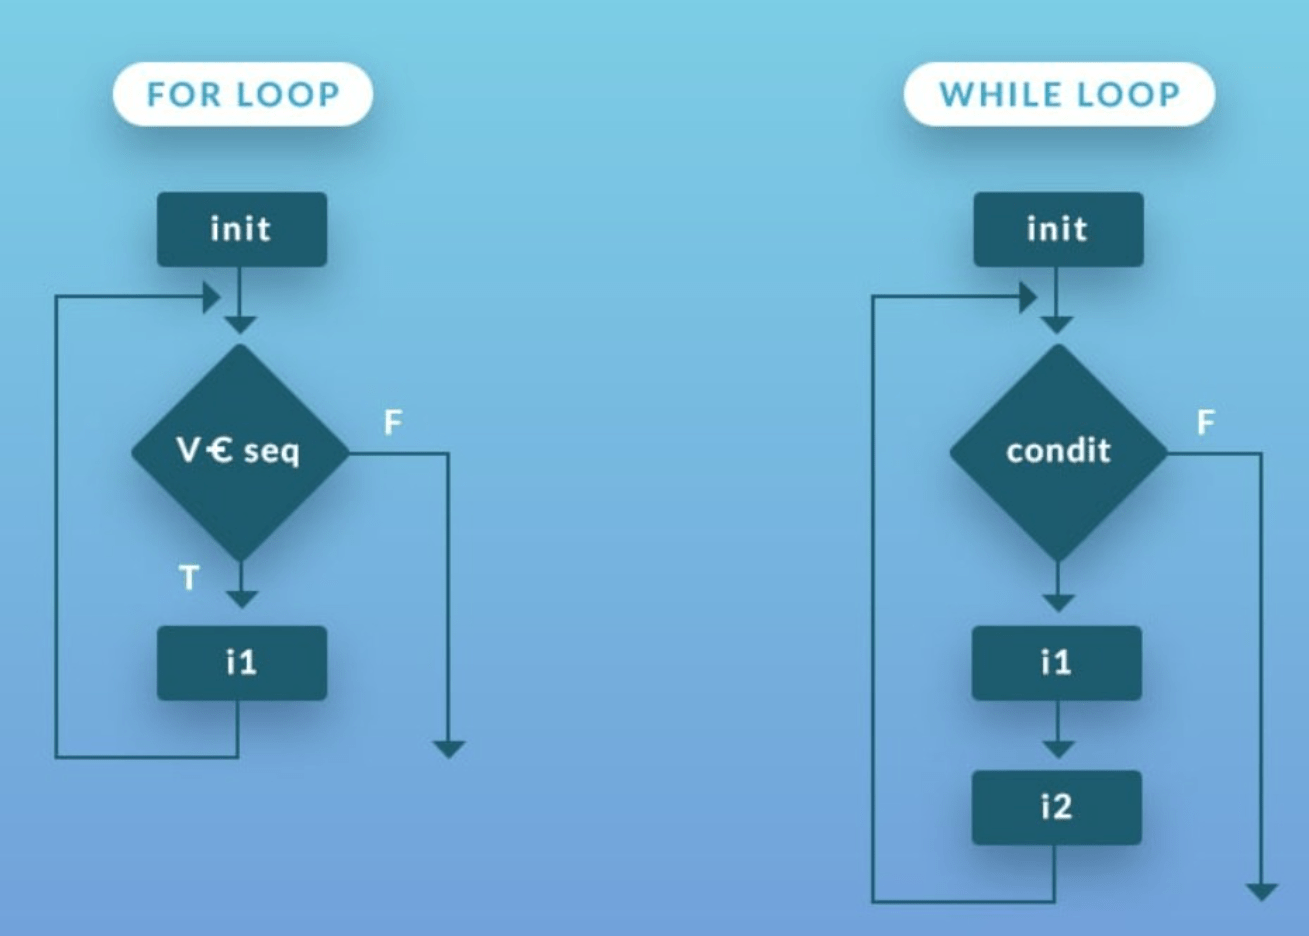 FOR LOOP
init
V € seq
F
T
i1
WHILE LOOP
init
condit
F
i1
i2